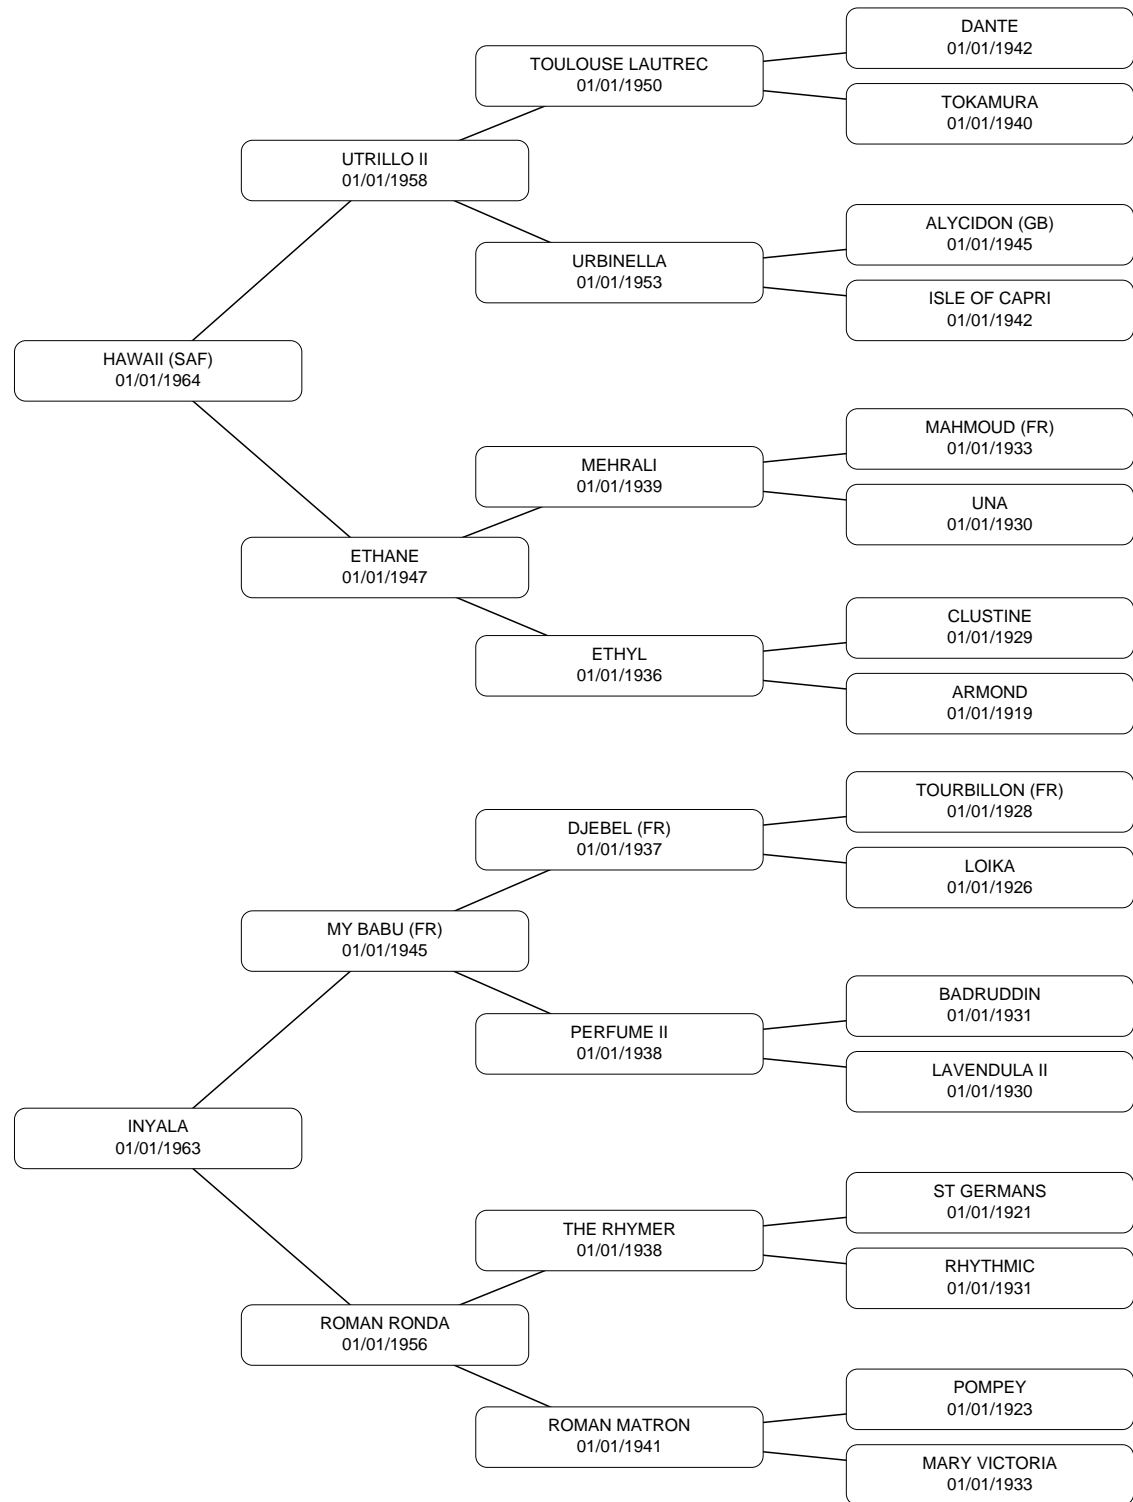 DANTE
01/01/1942
TOULOUSE LAUTREC
01/01/1950
TOKAMURA
01/01/1940
UTRILLO II
01/01/1958
ALYCIDON (GB)
01/01/1945
URBINELLA
01/01/1953
ISLE OF CAPRI
01/01/1942
HAWAII (SAF)
01/01/1964
MAHMOUD (FR)
01/01/1933
MEHRALI
01/01/1939
UNA
01/01/1930
ETHANE
01/01/1947
CLUSTINE
01/01/1929
ETHYL
01/01/1936
ARMOND
01/01/1919
TOURBILLON (FR)
01/01/1928
DJEBEL (FR)
01/01/1937
LOIKA
01/01/1926
MY BABU (FR)
01/01/1945
BADRUDDIN
01/01/1931
PERFUME II
01/01/1938
LAVENDULA II
01/01/1930
INYALA
01/01/1963
ST GERMANS
01/01/1921
THE RHYMER
01/01/1938
RHYTHMIC
01/01/1931
ROMAN RONDA
01/01/1956
POMPEY
01/01/1923
ROMAN MATRON
01/01/1941
MARY VICTORIA
01/01/1933